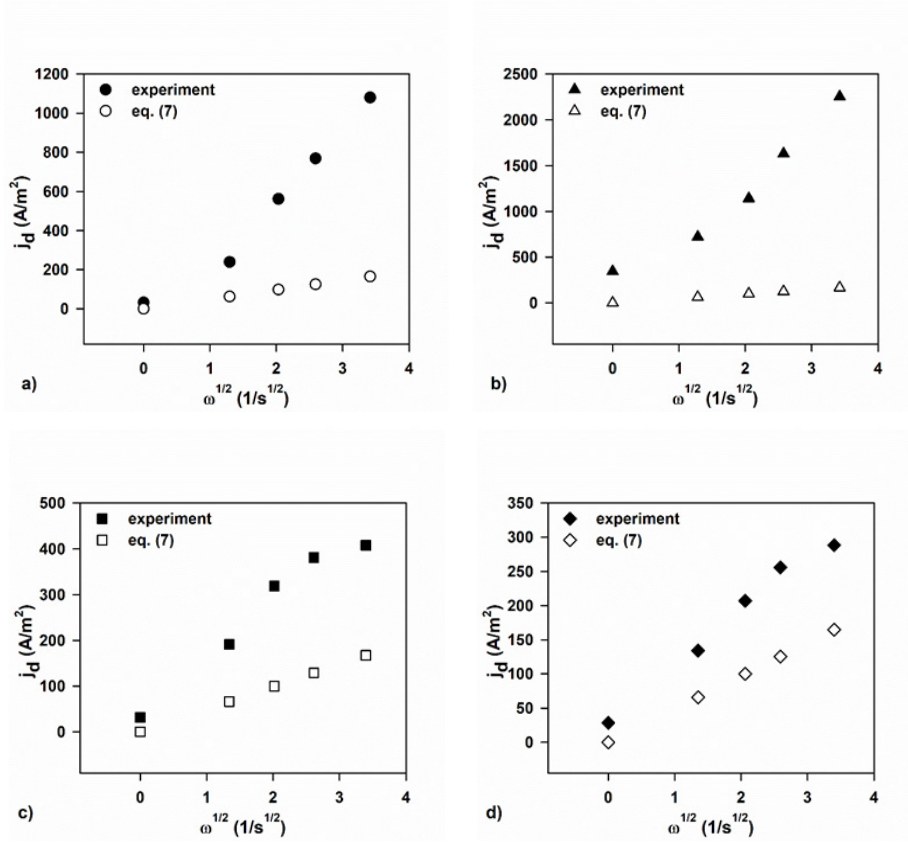 1200
1000
800
600
400
200
0
j_d (A/m²)
● experiment
○ eq. (7)
0 1 2 3 4
ω^1/2 (1/s^1/2)
a)
2500
2000
1500
1000
500
0
j_d (A/m²)
▲ experiment
△ eq. (7)
0 1 2 3 4
ω^1/2 (1/s^1/2)
b)
500
400
300
200
100
0
j_d (A/m²)
■ experiment
□ eq. (7)
0 1 2 3 4
ω^1/2 (1/s^1/2)
c)
350
300
250
200
150
100
50
0
j_d (A/m²)
◆ experiment
◇ eq. (7)
0 1 2 3 4
ω^1/2 (1/s^1/2)
d)